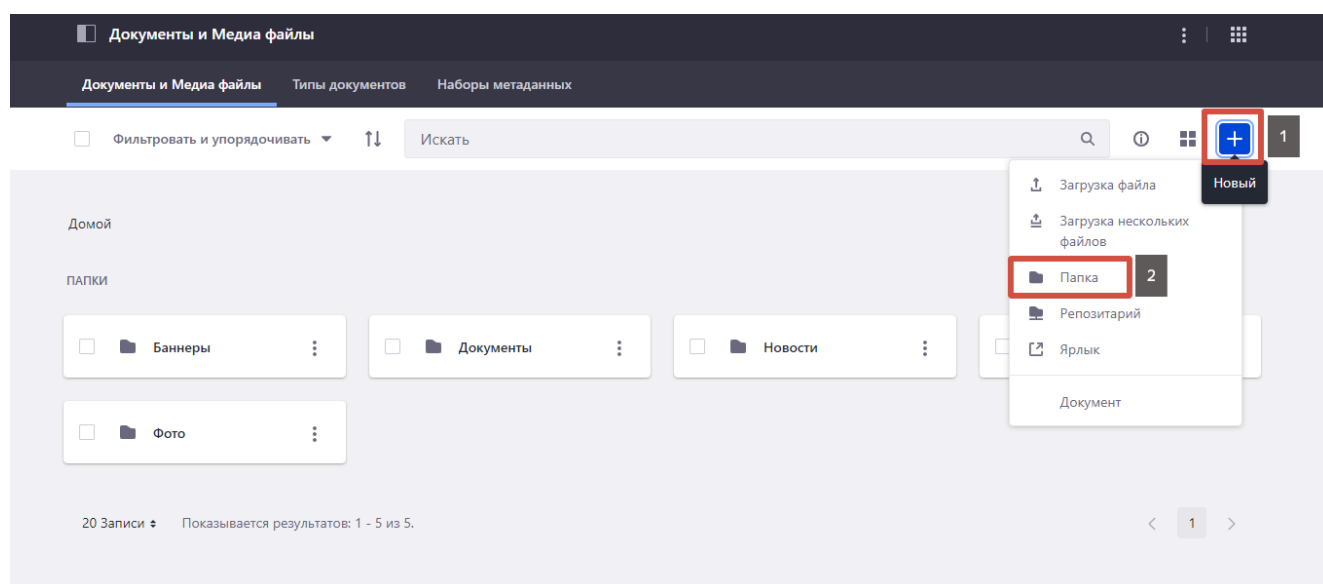 Документы и Медиа файлы
Документы и Медиа файлы Типы документов Наборы метаданных
Фильтровать и упорядочивать Искать 1
Новый
Загрузка файла
Загрузка нескольких
файлов
Папка 2
Репозитарий
Ярлык
Документ
Домой
ПАПКИ
Баннеры Документы Новости
Фото
20 Записи Показывается результатов: 1 - 5 из 5. 1